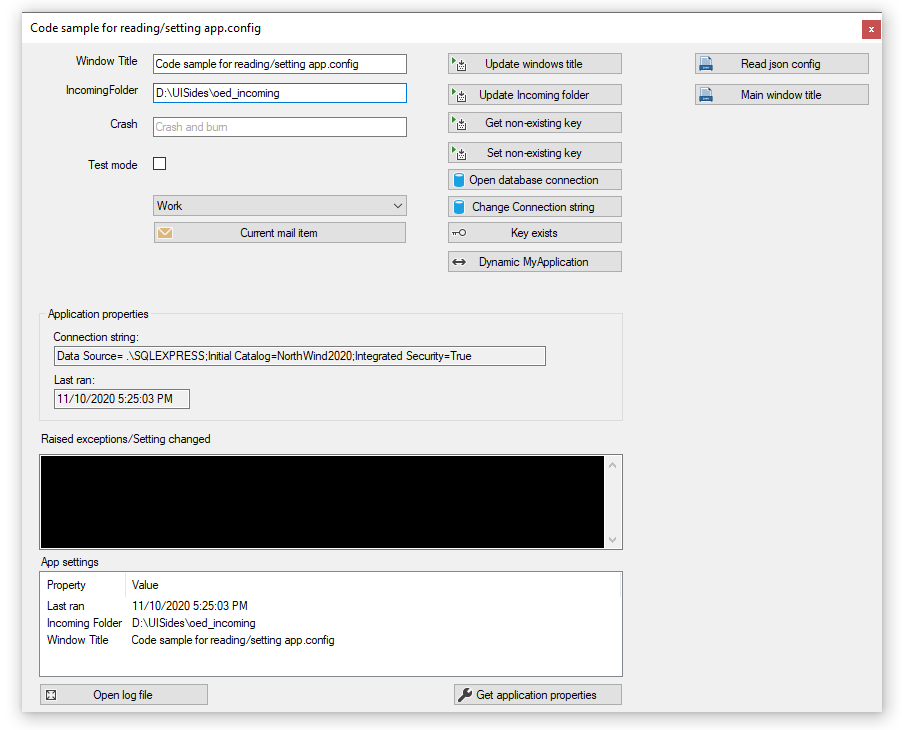 Code sample for reading/setting app.config
x
Window Title
Code sample for reading/setting app.config
Update windows title
Read json config
IncomingFolder
D:\UISides\oed_incoming
Update Incoming folder
Main window title
Crash
Crash and burn
Get non-existing key
Test mode
Set non-existing key
Open database connection
Work
Change Connection string
Current mail item
Key exists
Dynamic MyApplication
Application properties
Connection string:
Data Source= .\SQLEXPRESS;Initial Catalog=NorthWind2020;Integrated Security=True
Last ran:
11/10/2020 5:25:03 PM
Raised exceptions/Setting changed
App settings
Property Value
Last ran 11/10/2020 5:25:03 PM
Incoming Folder D:\UISides\oed_incoming
Window Title Code sample for reading/setting app.config
Open log file
Get application properties